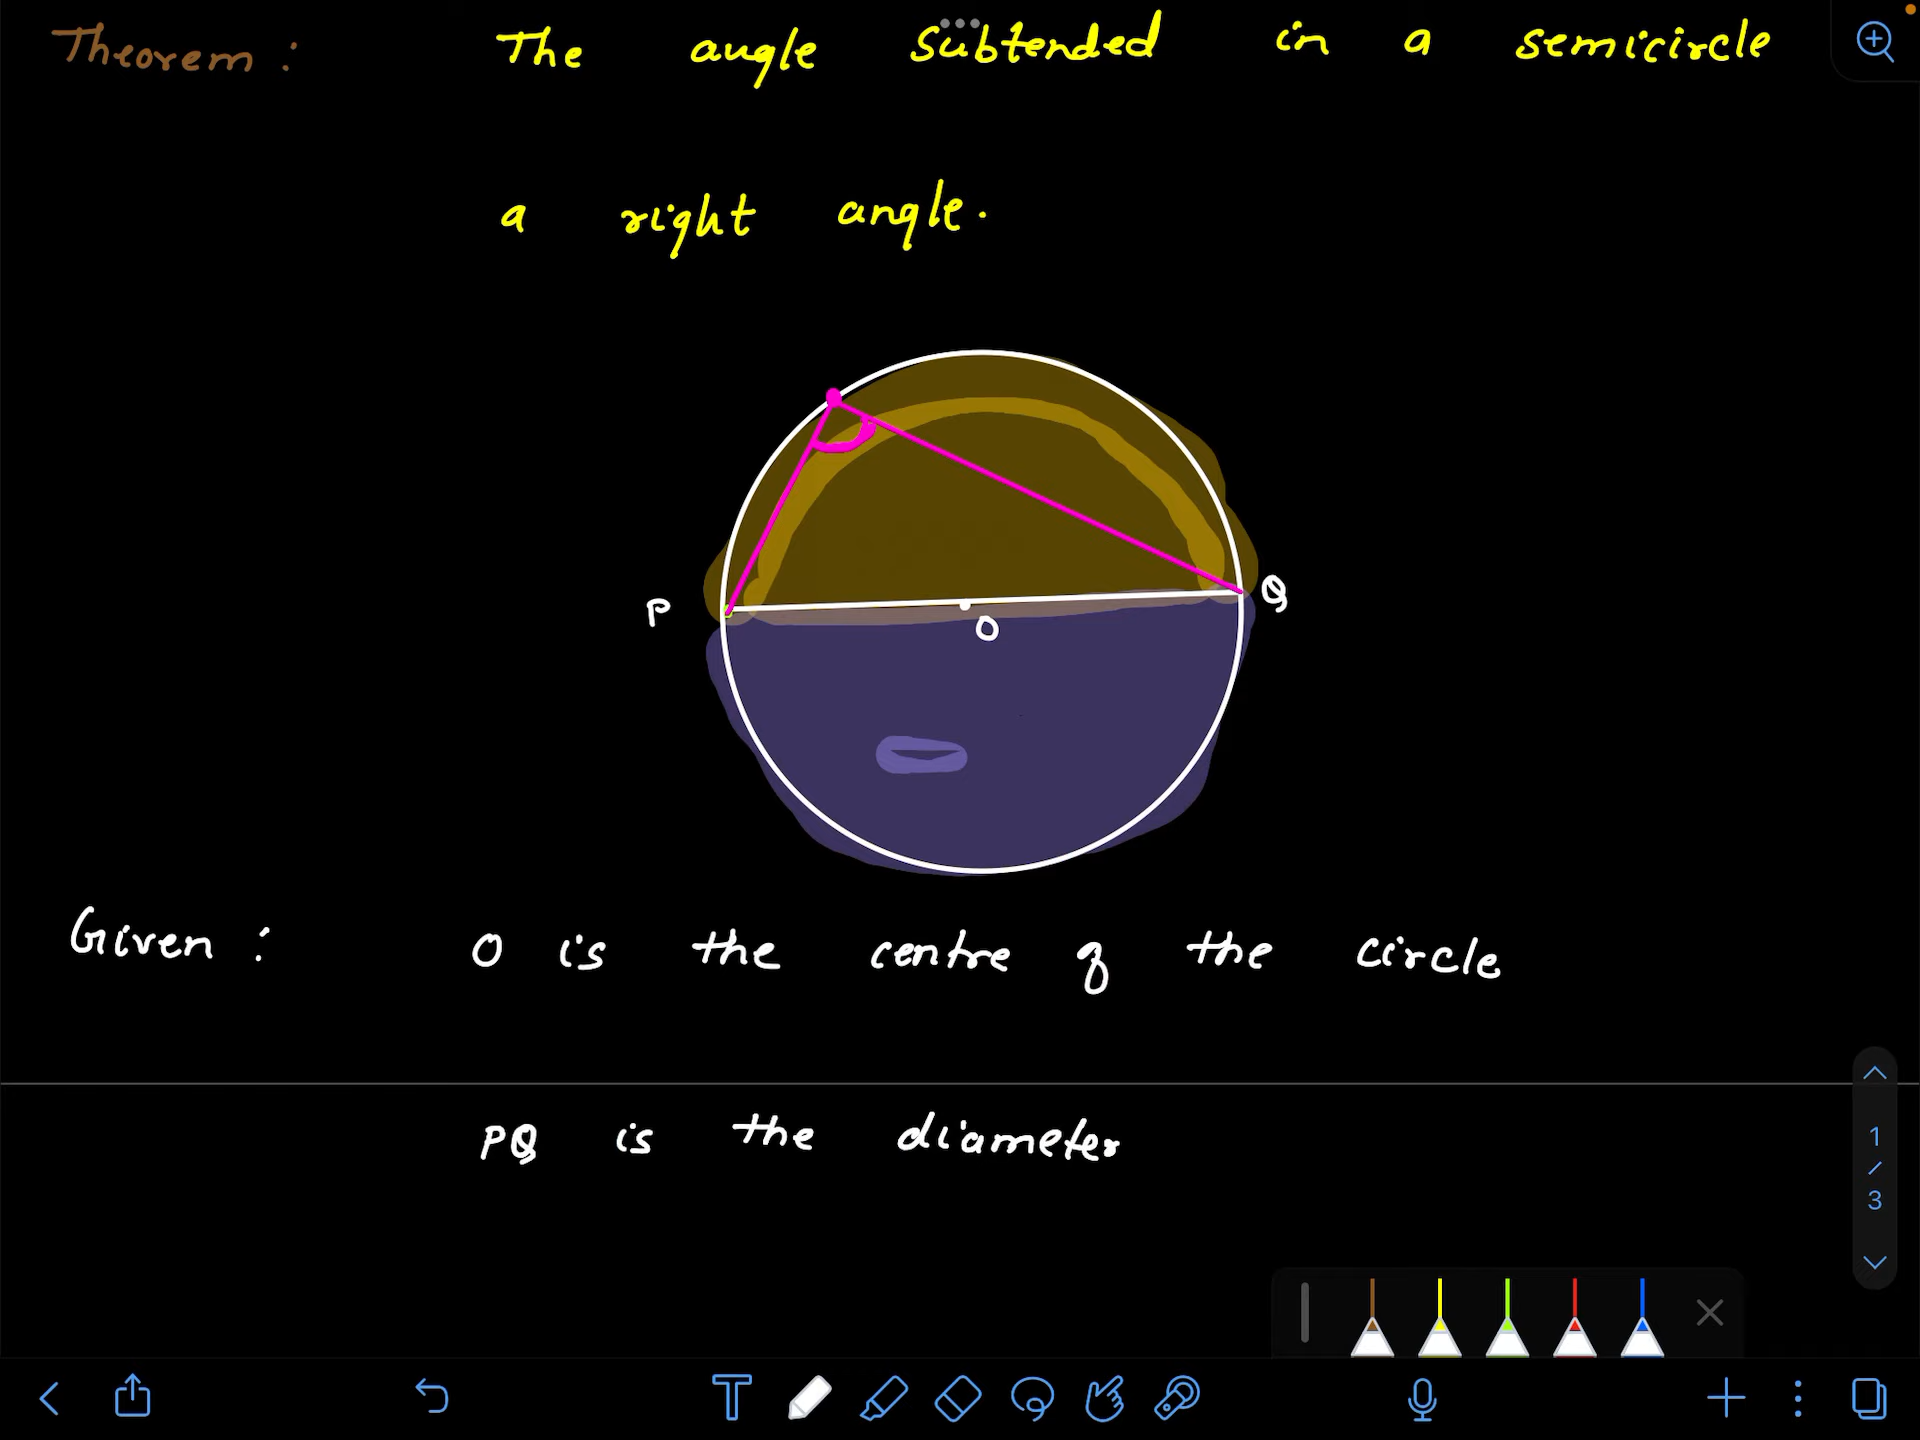 Theorem : The angle subtended in a semicircle
a right angle.
P
Q
O
Given : O is the centre of the circle
PQ is the diameter
1
/
3
T